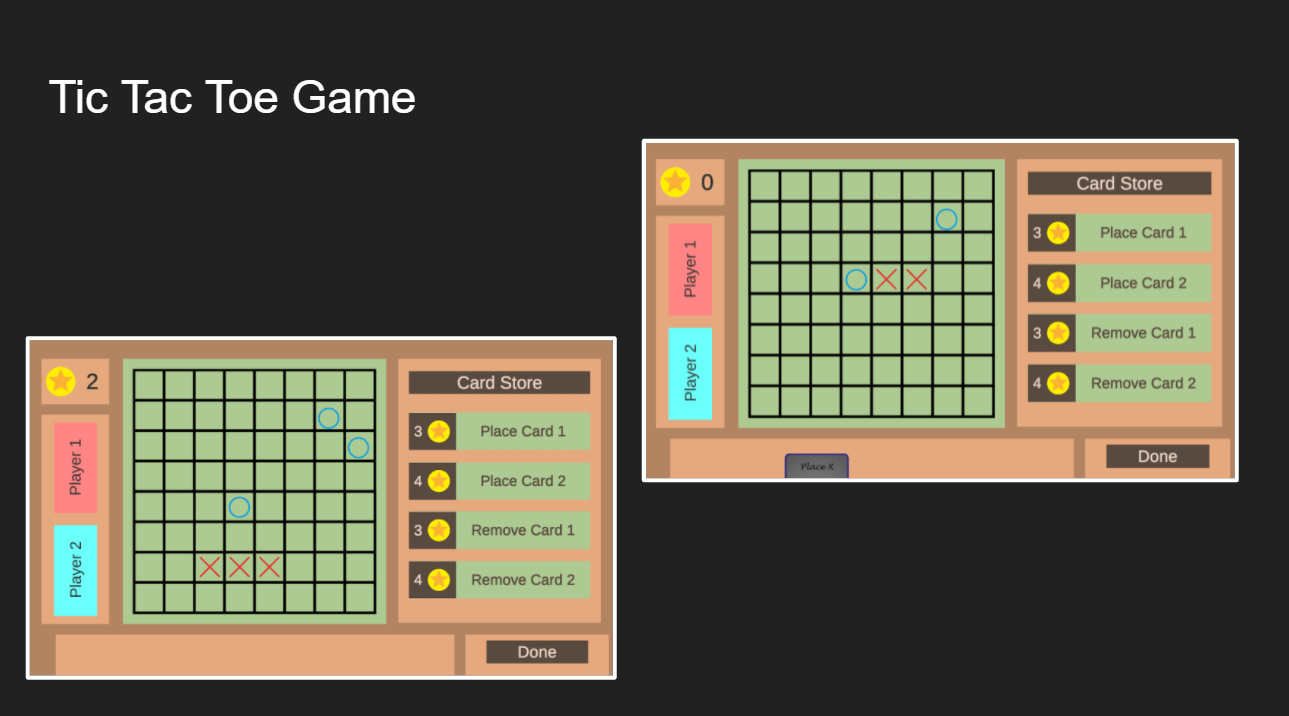 Tic Tac Toe Game
0
Card Store
Player 1
Player 2
3 Place Card 1
4 Place Card 2
3 Remove Card 1
4 Remove Card 2
Place X
Done
2
Card Store
Player 1
Player 2
3 Place Card 1
4 Place Card 2
3 Remove Card 1
4 Remove Card 2
Done